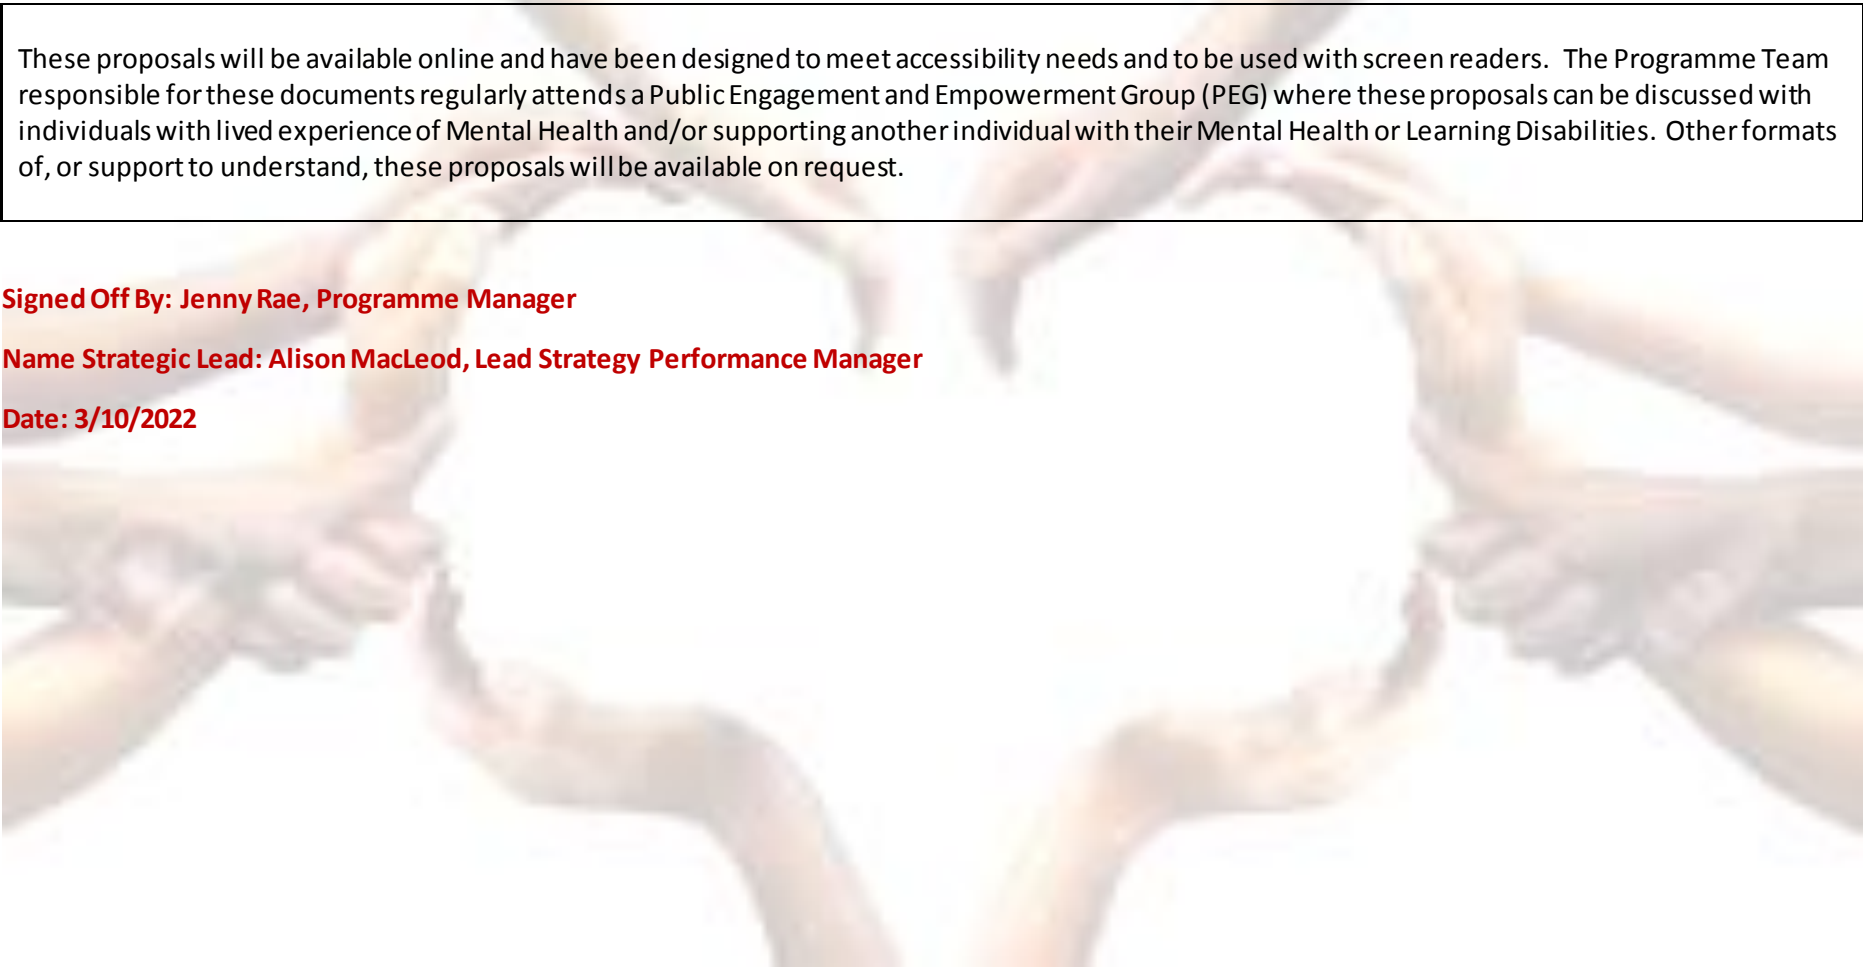 These proposals will be available online and have been designed to meet accessibility needs and to be used with screen readers.  The Programme Team
responsible for these documents regularly attends a Public Engagement and Empowerment Group (PEG) where these proposals can be discussed with
individuals with lived experience of Mental Health and/or supporting another individual with their Mental Health or Learning Disabilities.  Other formats
of, or support to understand, these proposals will be available on request.
Signed Off By: Jenny Rae, Programme Manager
Name Strategic Lead: Alison MacLeod, Lead Strategy Performance Manager
Date: 3/10/2022